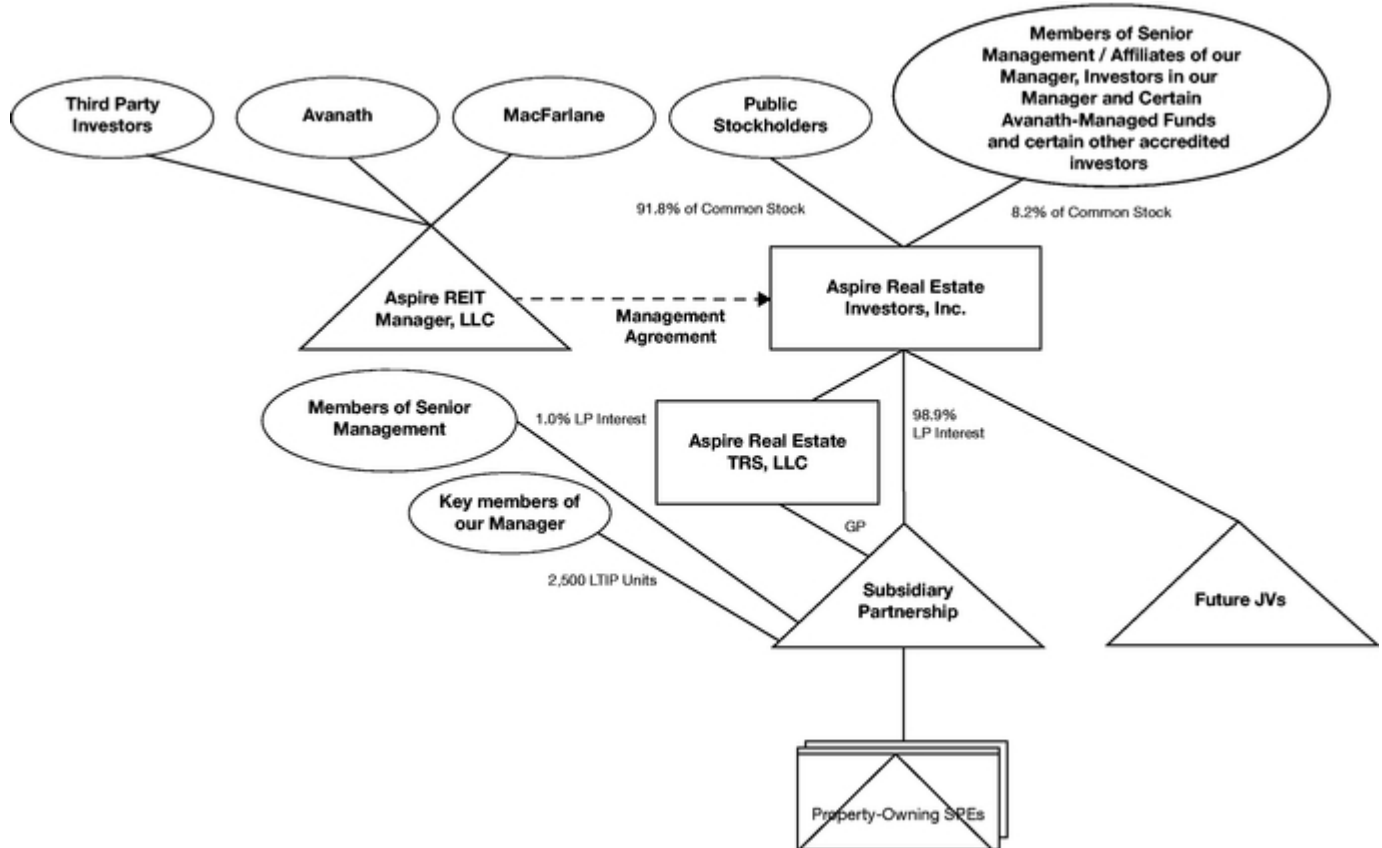 Members of Senior
Management / Affiliates of our
Manager, Investors in our
Manager and Certain
Avanath-Managed Funds
and certain other accredited
investors
Third Party
Investors
Avanath
MacFarlane
Public
Stockholders
91.8% of Common Stock
8.2% of Common Stock
Aspire REIT
Manager, LLC
Management
Agreement
Aspire Real Estate
Investors, Inc.
Members of Senior
Management
1.0% LP Interest
Aspire Real Estate
TRS, LLC
98.9%
LP Interest
Key members of
our Manager
GP
2,500 LTIP Units
Subsidiary
Partnership
Future JVs
Property-Owning SPEs